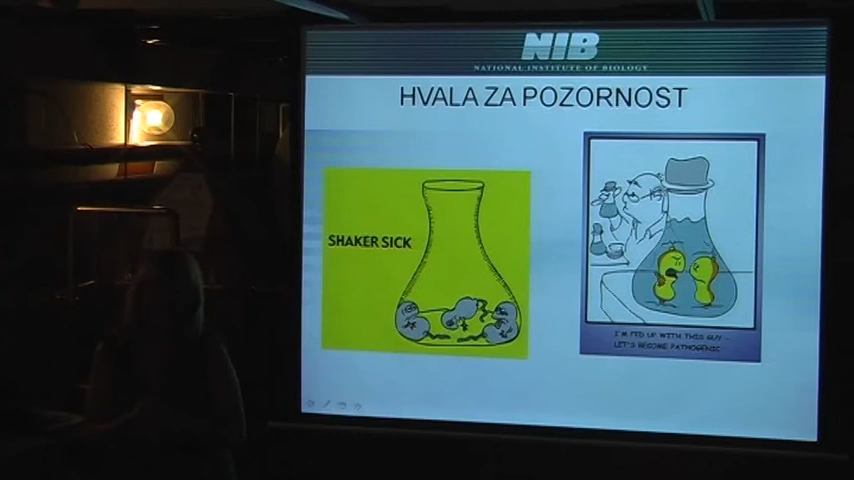 NIB
NATIONAL INSTITUTE OF BIOLOGY
HVALA ZA POZORNOST
SHAKER SICK
I'M FED UP WITH THIS GUY -
LET'S BECOME PATHOGENIC